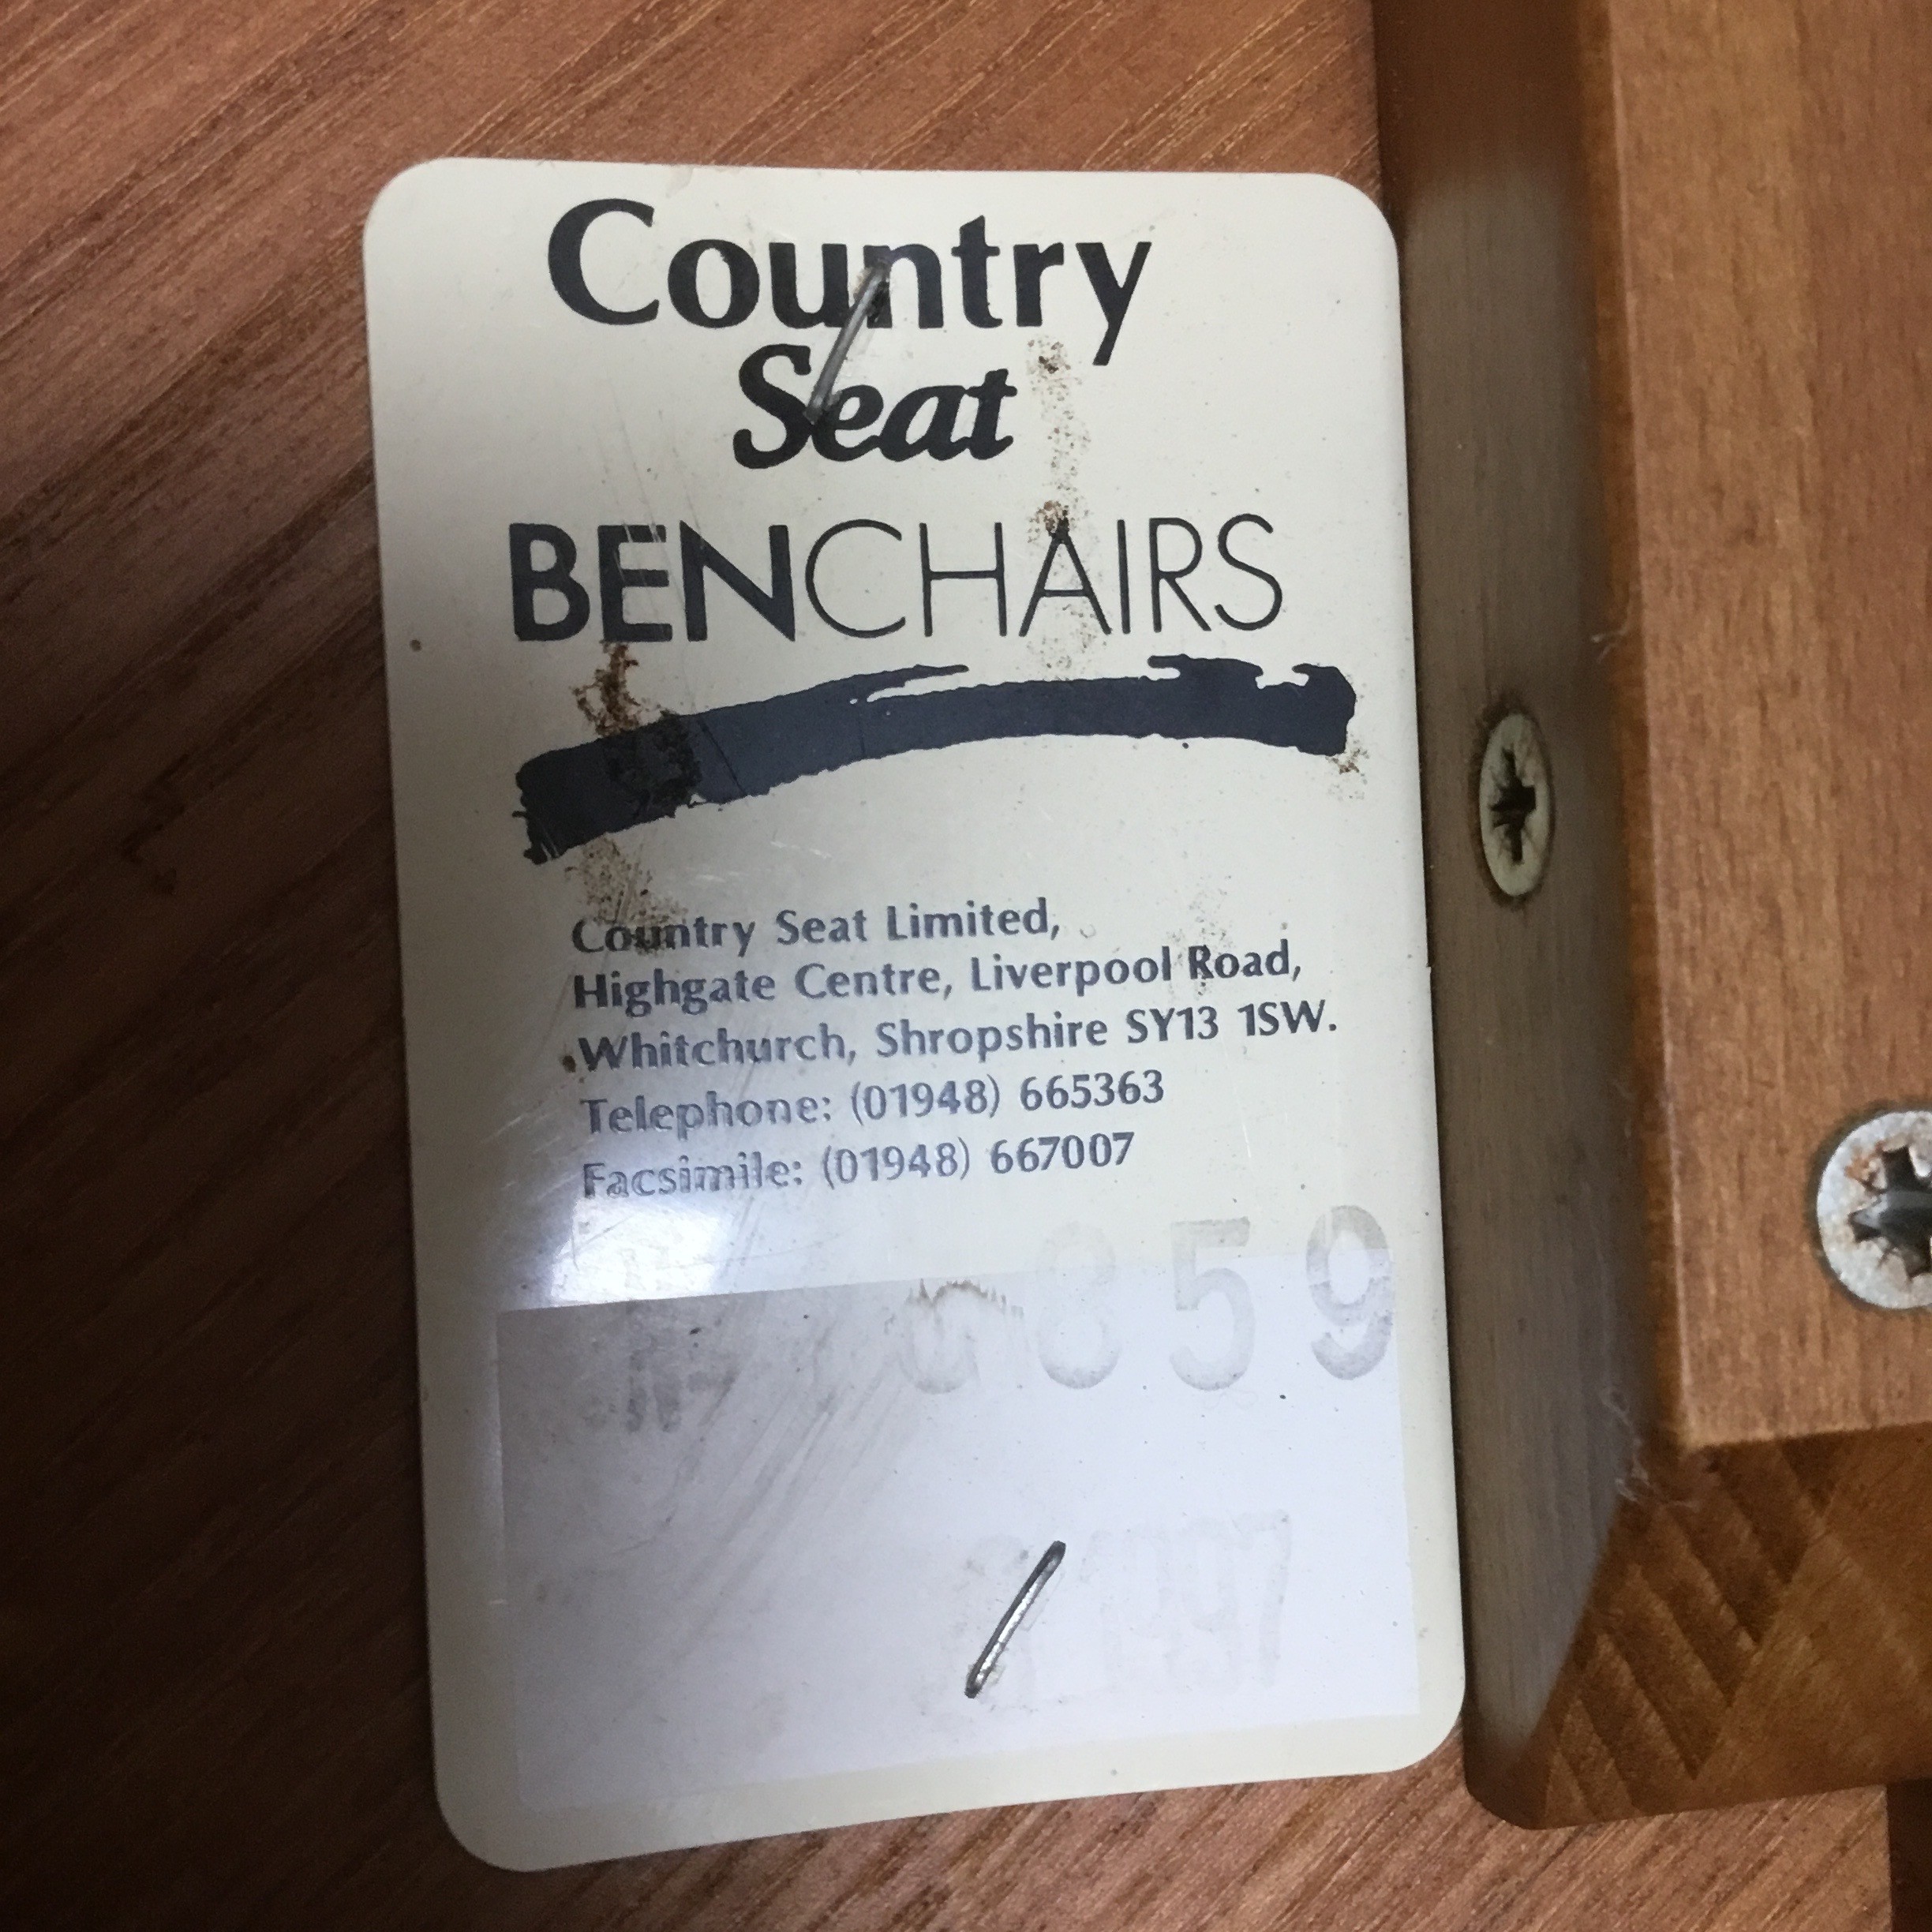 Country
Seat
BENCHAIRS
Country Seat Limited,
Highgate Centre, Liverpool Road,
Whitchurch, Shropshire SY13 1SW.
Telephone: (01948) 665363
Facsimile: (01948) 667007